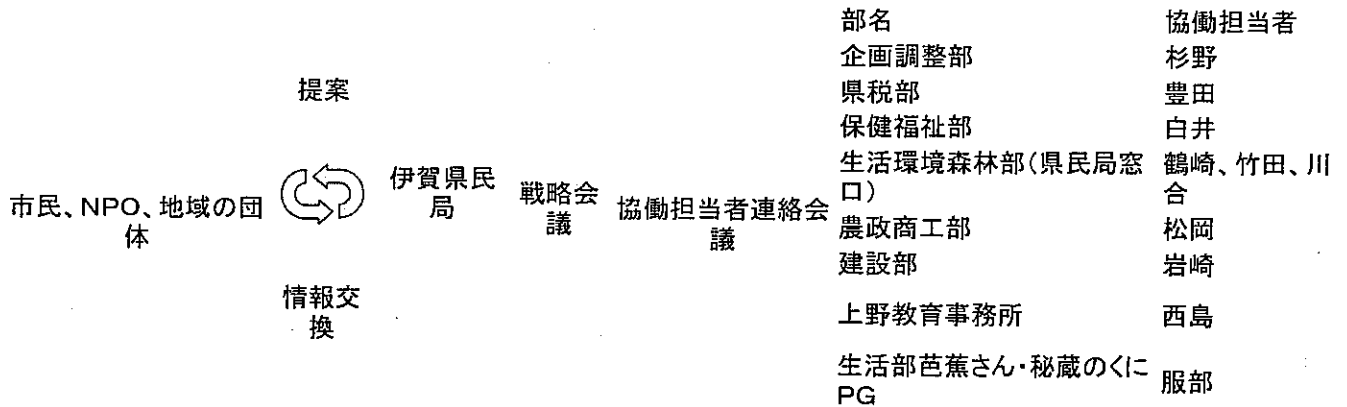 提案
市民、NPO、地域の団
体
情報交
換
伊賀県民
局
戦略会
議
協働担当者連絡会
議
部名 協働担当者
企画調整部 杉野
県税部 豊田
保健福祉部 白井
生活環境森林部(県民局窓 鶴崎、竹田、川
口) 合
農政商工部 松岡
建設部 岩崎
上野教育事務所 西島
生活部芭蕉さん・秘蔵のくに 服部
PG